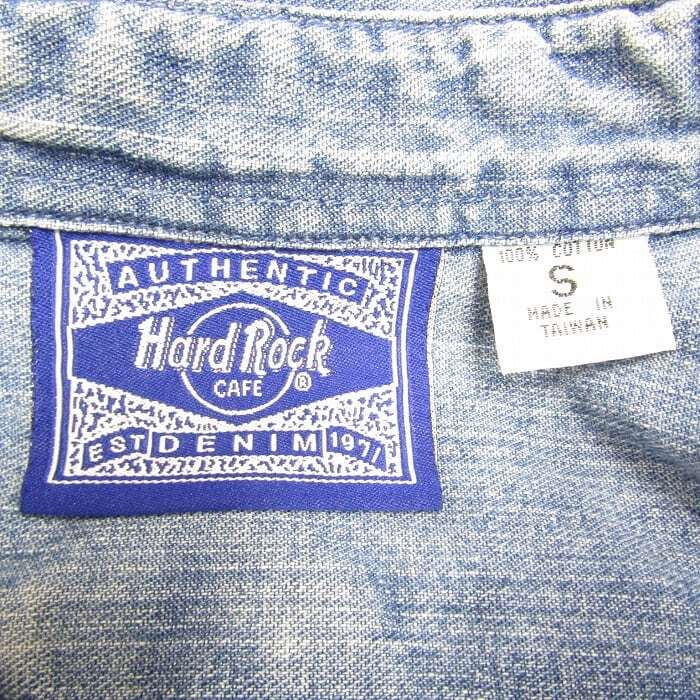 AUTHENTIC
Hard Rock
CAFE ®
EST DENIM 1971
100% COTTON
S
MADE IN
TAIWAN